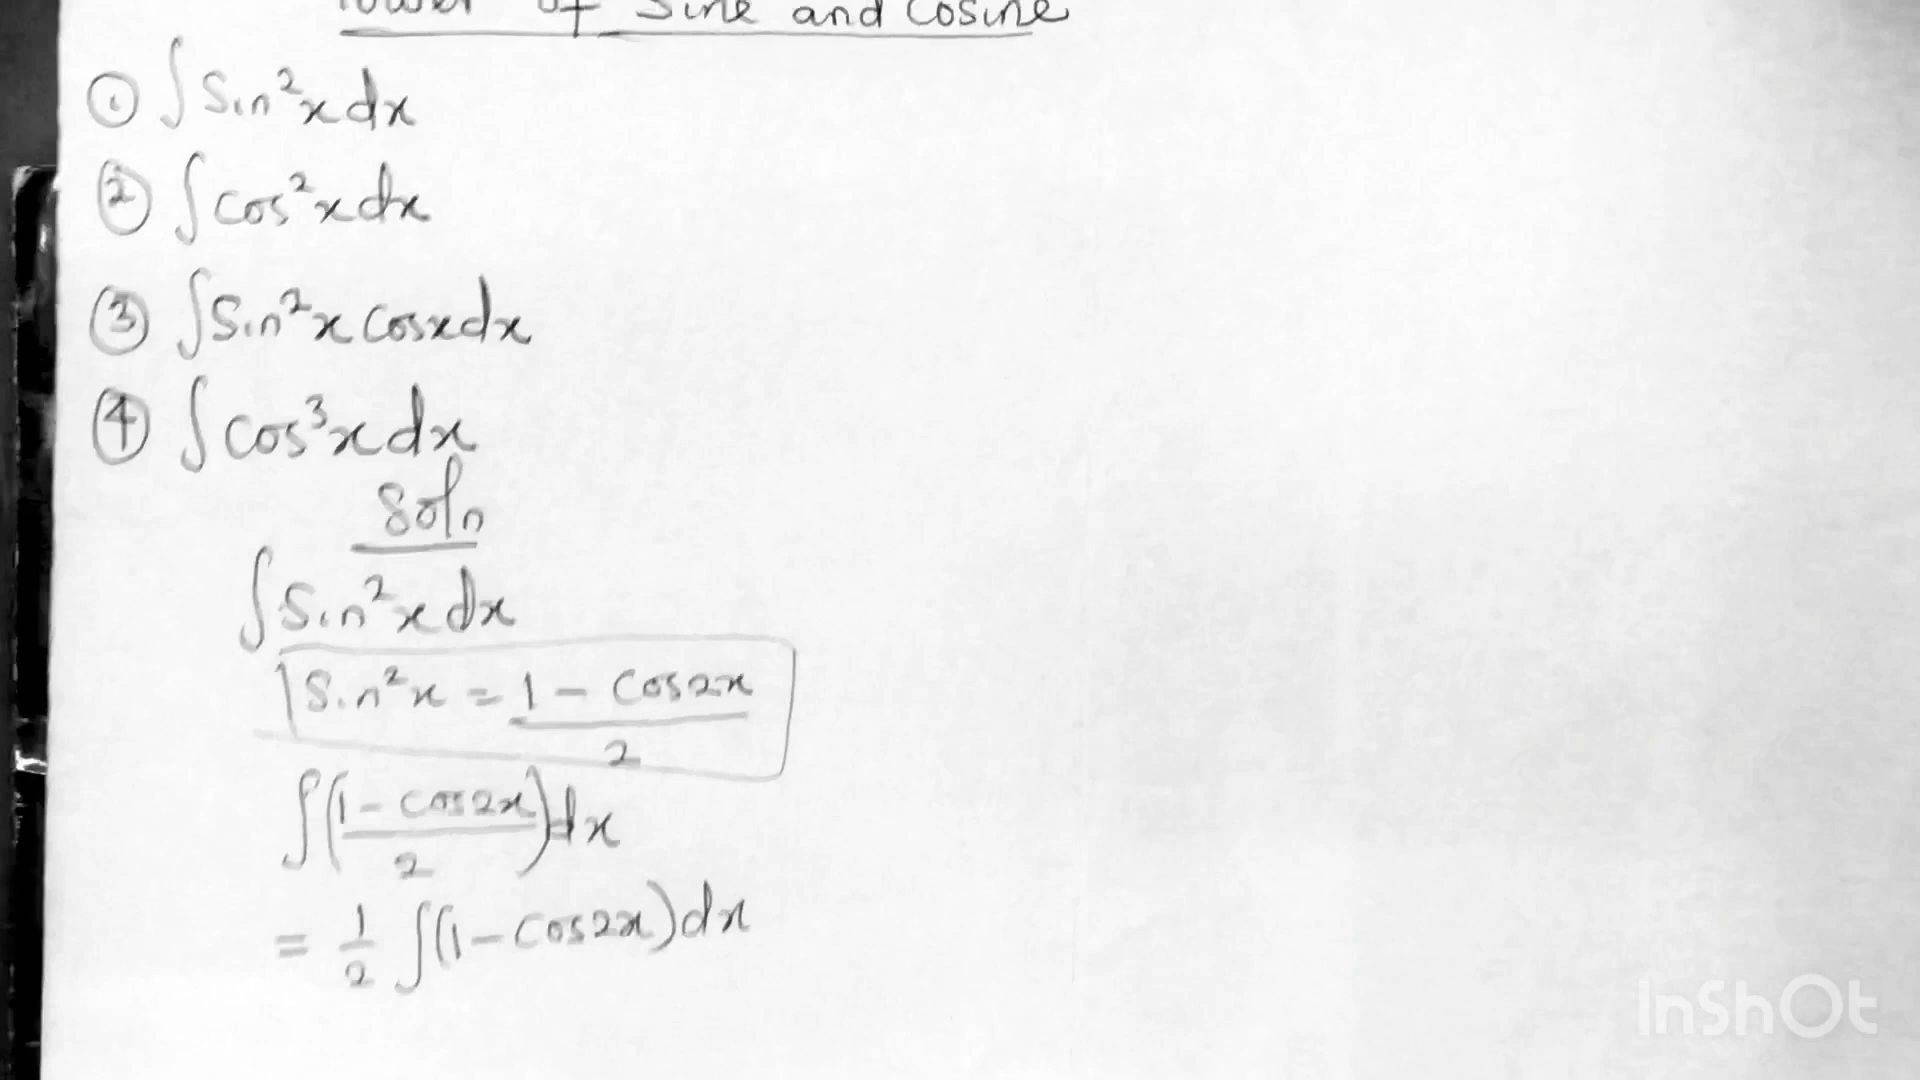 Power of Sine and Cosine
① ∫ Sin²x dx
② ∫ cos²x dx
③ ∫ Sin²x cosx dx
④ ∫ cos³x dx
Soln
∫ Sin²x dx
Sin²x = 1 - Cos2x / 2
∫ (1 - cos2x / 2) dx
= 1/2 ∫ (1 - cos2x) dx
InShOt